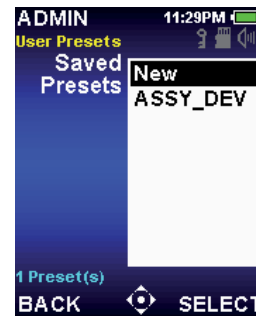 ADMIN 11:29PM
User Presets
Saved
Presets
New
ASSY_DEV
1 Preset(s)
BACK SELECT